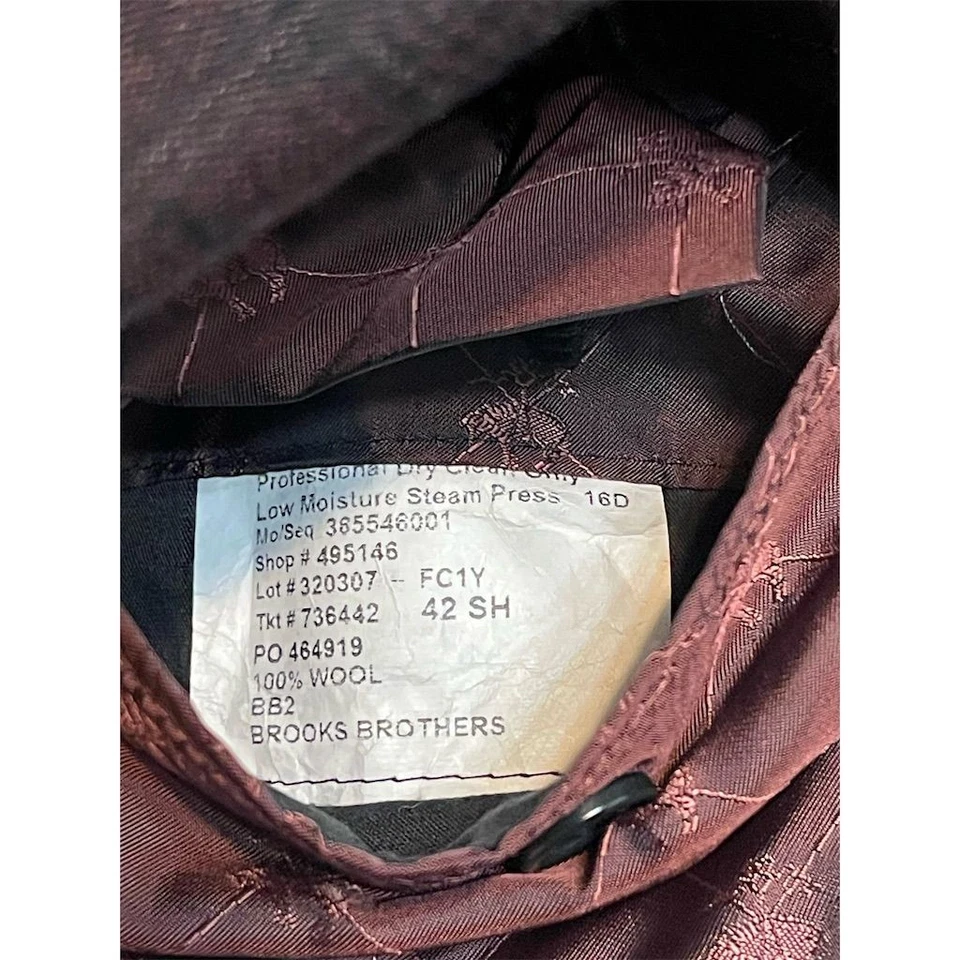 Professional Dry Clean Only
Low Moisture Steam Press 16D
Mo/Seq 385546001
Shop # 495146
Lot # 320307 -- FC1Y
Tkt # 736442 42 SH
PO 464919
100% WOOL
BB2
BROOKS BROTHERS